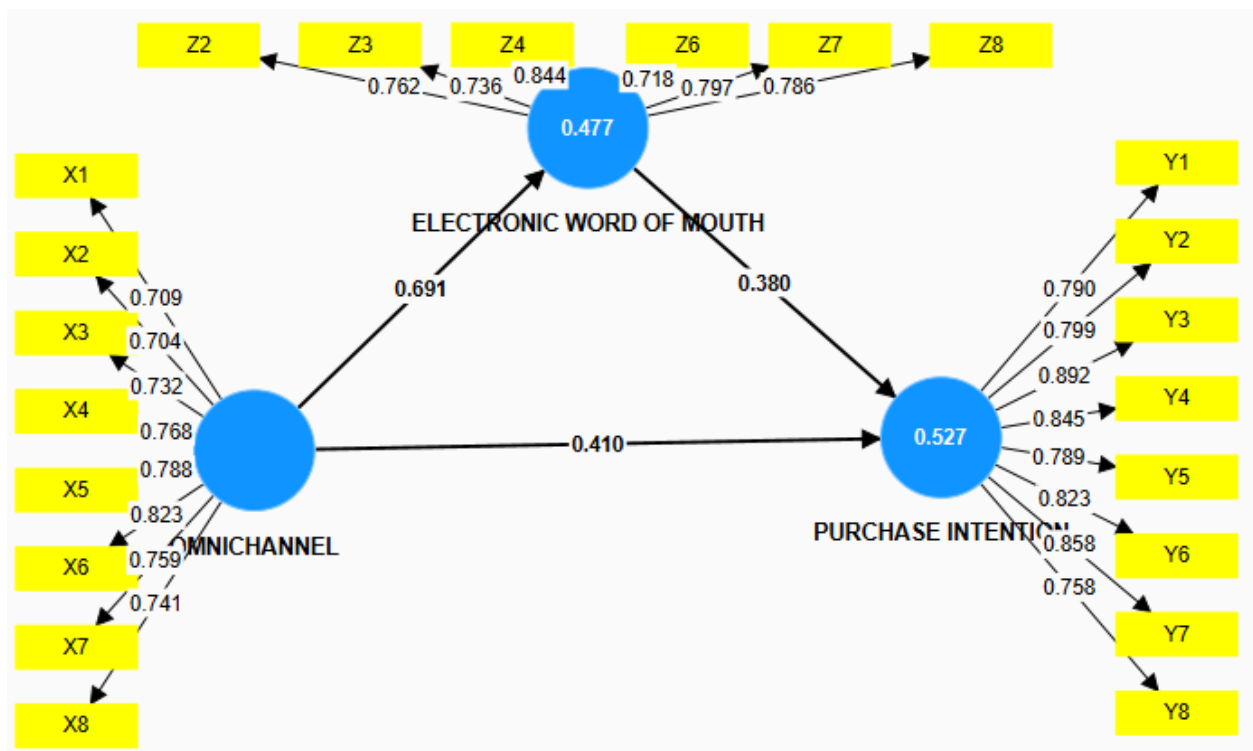 Z2
Z3
Z4
Z6
Z7
Z8
0.762
0.736
0.844
0.718
0.797
0.786
0.477
ELECTRONIC WORD OF MOUTH
X1
X2
X3
X4
X5
X6
X7
X8
0.709
0.704
0.732
0.768
0.788
0.823
0.759
0.741
OMNICHANNEL
0.691
0.380
0.410
0.527
PURCHASE INTENTION
0.790
0.799
0.892
0.845
0.789
0.823
0.858
0.758
Y1
Y2
Y3
Y4
Y5
Y6
Y7
Y8